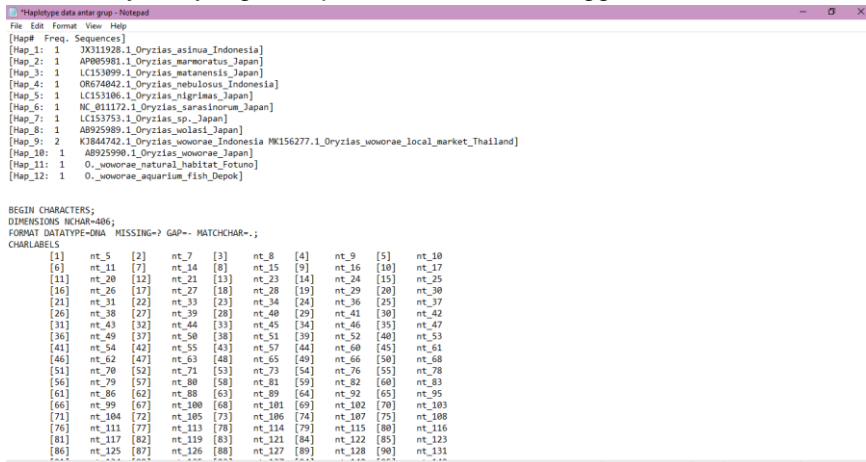 *Haplotype data antar grup - Notepad
File Edit Format View Help
[Hap# Freq. Sequences]
[Hap_1: 1 JX311928.1_Oryzias_asinua_Indonesia]
[Hap_2: 1 AP005981.1_Oryzias_marmoratus_Japan]
[Hap_3: 1 LC153099.1_Oryzias_matanensis_Japan]
[Hap_4: 1 OR674042.1_Oryzias_nebulosus_Indonesia]
[Hap_5: 1 LC153106.1_Oryzias_nigrimas_Japan]
[Hap_6: 1 NC_011172.1_Oryzias_sarasinorum_Japan]
[Hap_7: 1 LC153753.1_Oryzias_sp._Japan]
[Hap_8: 1 AB925989.1_Oryzias_wolasi_Japan]
[Hap_9: 2 KJ844742.1_Oryzias_woworae_Indonesia MK156277.1_Oryzias_woworae_local_market_Thailand]
[Hap_10: 1 AB925990.1_Oryzias_woworae_Japan]
[Hap_11: 1 O._woworae_natural_habitat_Fotuno]
[Hap_12: 1 O._woworae_aquarium_fish_Depok]
BEGIN CHARACTERS;
DIMENSIONS NCHAR=406;
FORMAT DATATYPE=DNA MISSING=? GAP=- MATCHCHAR=.;
CHARLABELS
[1] nt_5 [2] nt_7 [3] nt_8 [4] nt_9 [5] nt_10
[6] nt_11 [7] nt_14 [8] nt_15 [9] nt_16 [10] nt_17
[11] nt_20 [12] nt_21 [13] nt_23 [14] nt_24 [15] nt_25
[16] nt_26 [17] nt_27 [18] nt_28 [19] nt_29 [20] nt_30
[21] nt_31 [22] nt_33 [23] nt_34 [24] nt_36 [25] nt_37
[26] nt_38 [27] nt_39 [28] nt_40 [29] nt_41 [30] nt_42
[31] nt_43 [32] nt_44 [33] nt_45 [34] nt_46 [35] nt_47
[36] nt_49 [37] nt_50 [38] nt_51 [39] nt_52 [40] nt_53
[41] nt_54 [42] nt_55 [43] nt_57 [44] nt_60 [45] nt_61
[46] nt_62 [47] nt_63 [48] nt_65 [49] nt_66 [50] nt_68
[51] nt_70 [52] nt_71 [53] nt_73 [54] nt_76 [55] nt_78
[56] nt_79 [57] nt_80 [58] nt_81 [59] nt_82 [60] nt_83
[61] nt_86 [62] nt_88 [63] nt_89 [64] nt_92 [65] nt_95
[66] nt_99 [67] nt_100 [68] nt_101 [69] nt_102 [70] nt_103
[71] nt_104 [72] nt_105 [73] nt_106 [74] nt_107 [75] nt_108
[76] nt_111 [77] nt_113 [78] nt_114 [79] nt_115 [80] nt_116
[81] nt_117 [82] nt_119 [83] nt_121 [84] nt_122 [85] nt_123
[86] nt_125 [87] nt_126 [88] nt_127 [89] nt_128 [90] nt_131